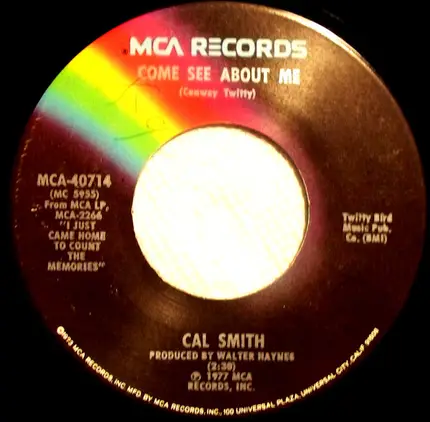 MCA RECORDS
COME SEE ABOUT ME
(Conway Twitty)
MCA-40714
(MC 5955)
From MCA LP,
MCA-2266
"I JUST
CAME HOME
TO COUNT
THE
MEMORIES"
Twitty Bird
Music Pub.
Co. (BMI)
CAL SMITH
PRODUCED BY WALTER HAYNES
(2:30)
℗ 1977 MCA
RECORDS, INC.
©1973 MCA RECORDS, INC. MFD BY MCA RECORDS, INC., 100 UNIVERSAL PLAZA, UNIVERSAL CITY, CALIF.